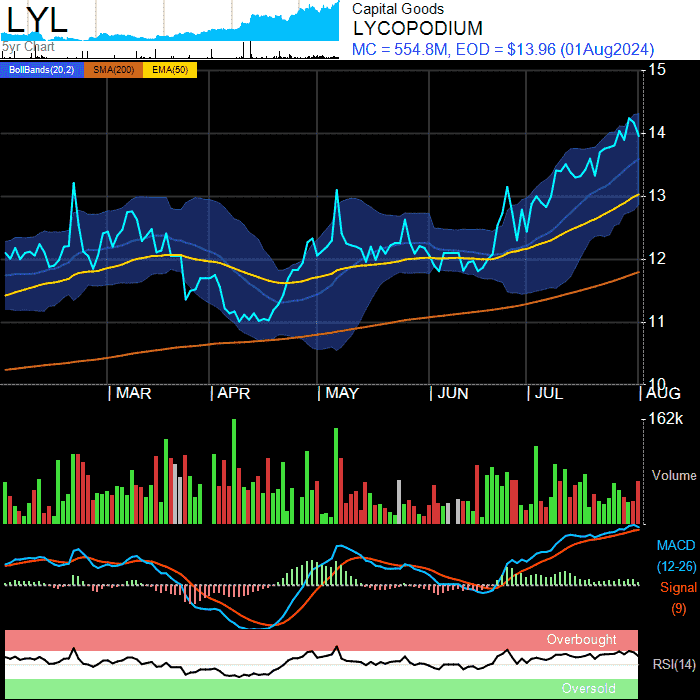 LYL
5yr Chart
Capital Goods
LYCOPODIUM
MC = 554.8M, EOD = $13.96 (01Aug2024)
BollBands(20,2) SMA(200) EMA(50)
15
14
13
12
11
10
MAR APR MAY JUN JUL AUG
162k
Volume
MACD
(12-26)
Signal
(9)
Overbought
RSI(14)
Oversold